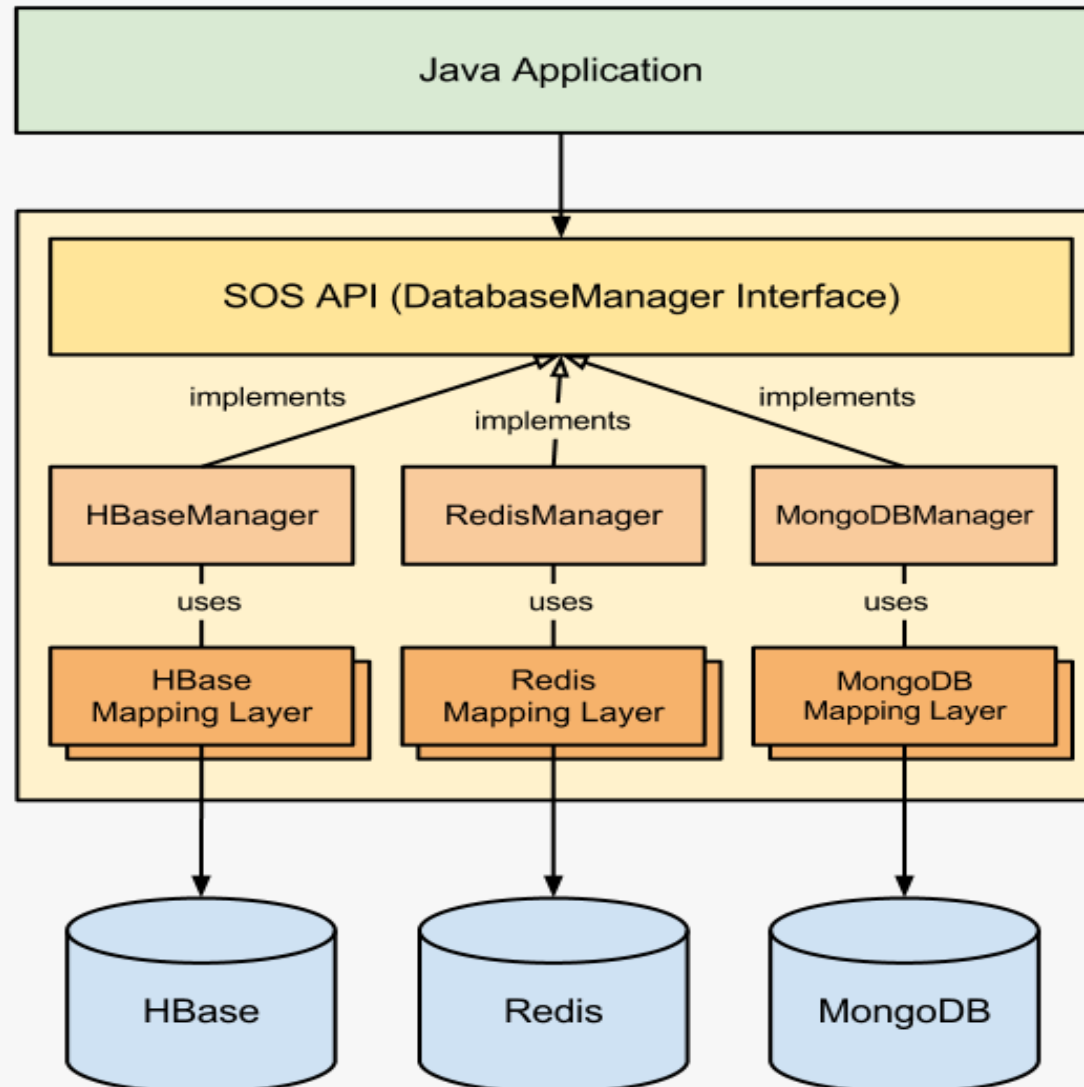 Java Application
SOS API (DatabaseManager Interface)
implements
implements
implements
HBaseManager
RedisManager
MongoDBManager
uses
uses
uses
HBase
Mapping Layer
Redis
Mapping Layer
MongoDB
Mapping Layer
HBase
Redis
MongoDB